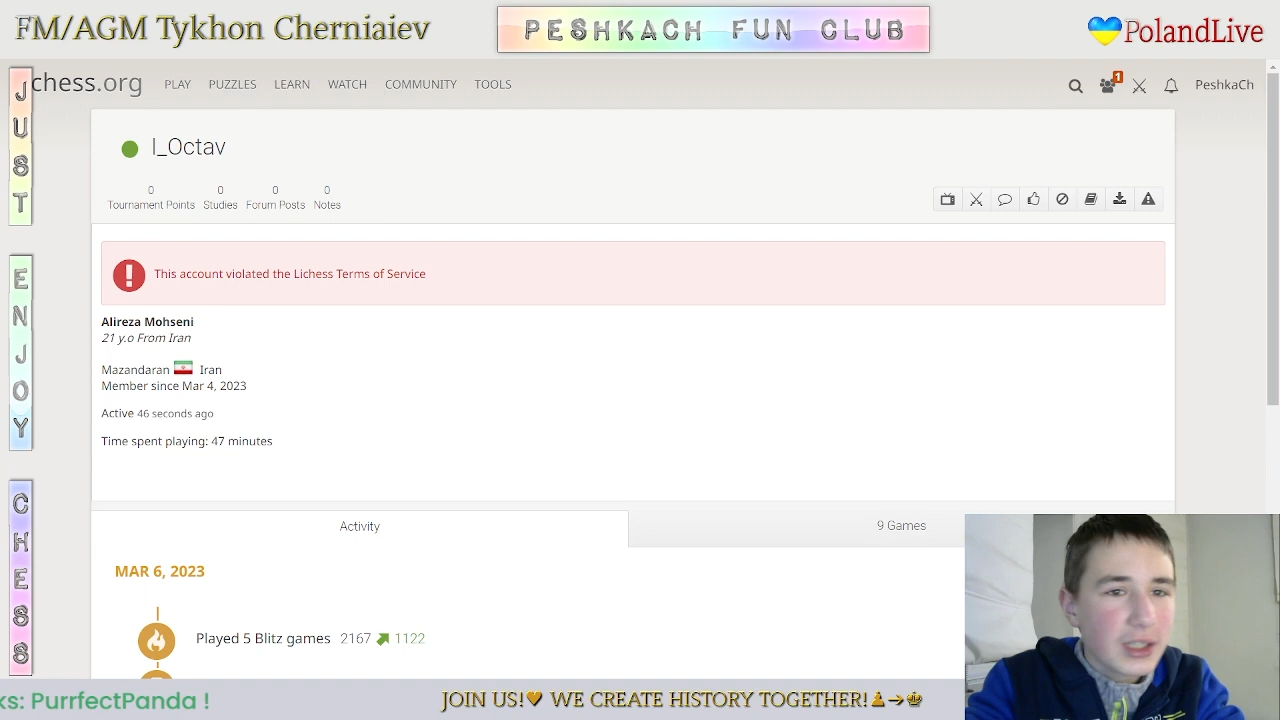 FM/AGM Tykhon Cherniaiev
PESHKACH FUN CLUB
PolandLive
JUST
ENJOY
CHESS
chess.org
PLAY PUZZLES LEARN WATCH COMMUNITY TOOLS
1
PeshkaCh
I_Octav
0 0 0 0
Tournament Points Studies Forum Posts Notes
This account violated the Lichess Terms of Service
Alireza Mohseni
21 y.o From Iran
Mazandaran Iran
Member since Mar 4, 2023
Active 46 seconds ago
Time spent playing: 47 minutes
Activity
9 Games
MAR 6, 2023
Played 5 Blitz games 2167 1122
ks: PurrfectPanda !
JOIN US!♥ WE CREATE HISTORY TOGETHER!♟→♚